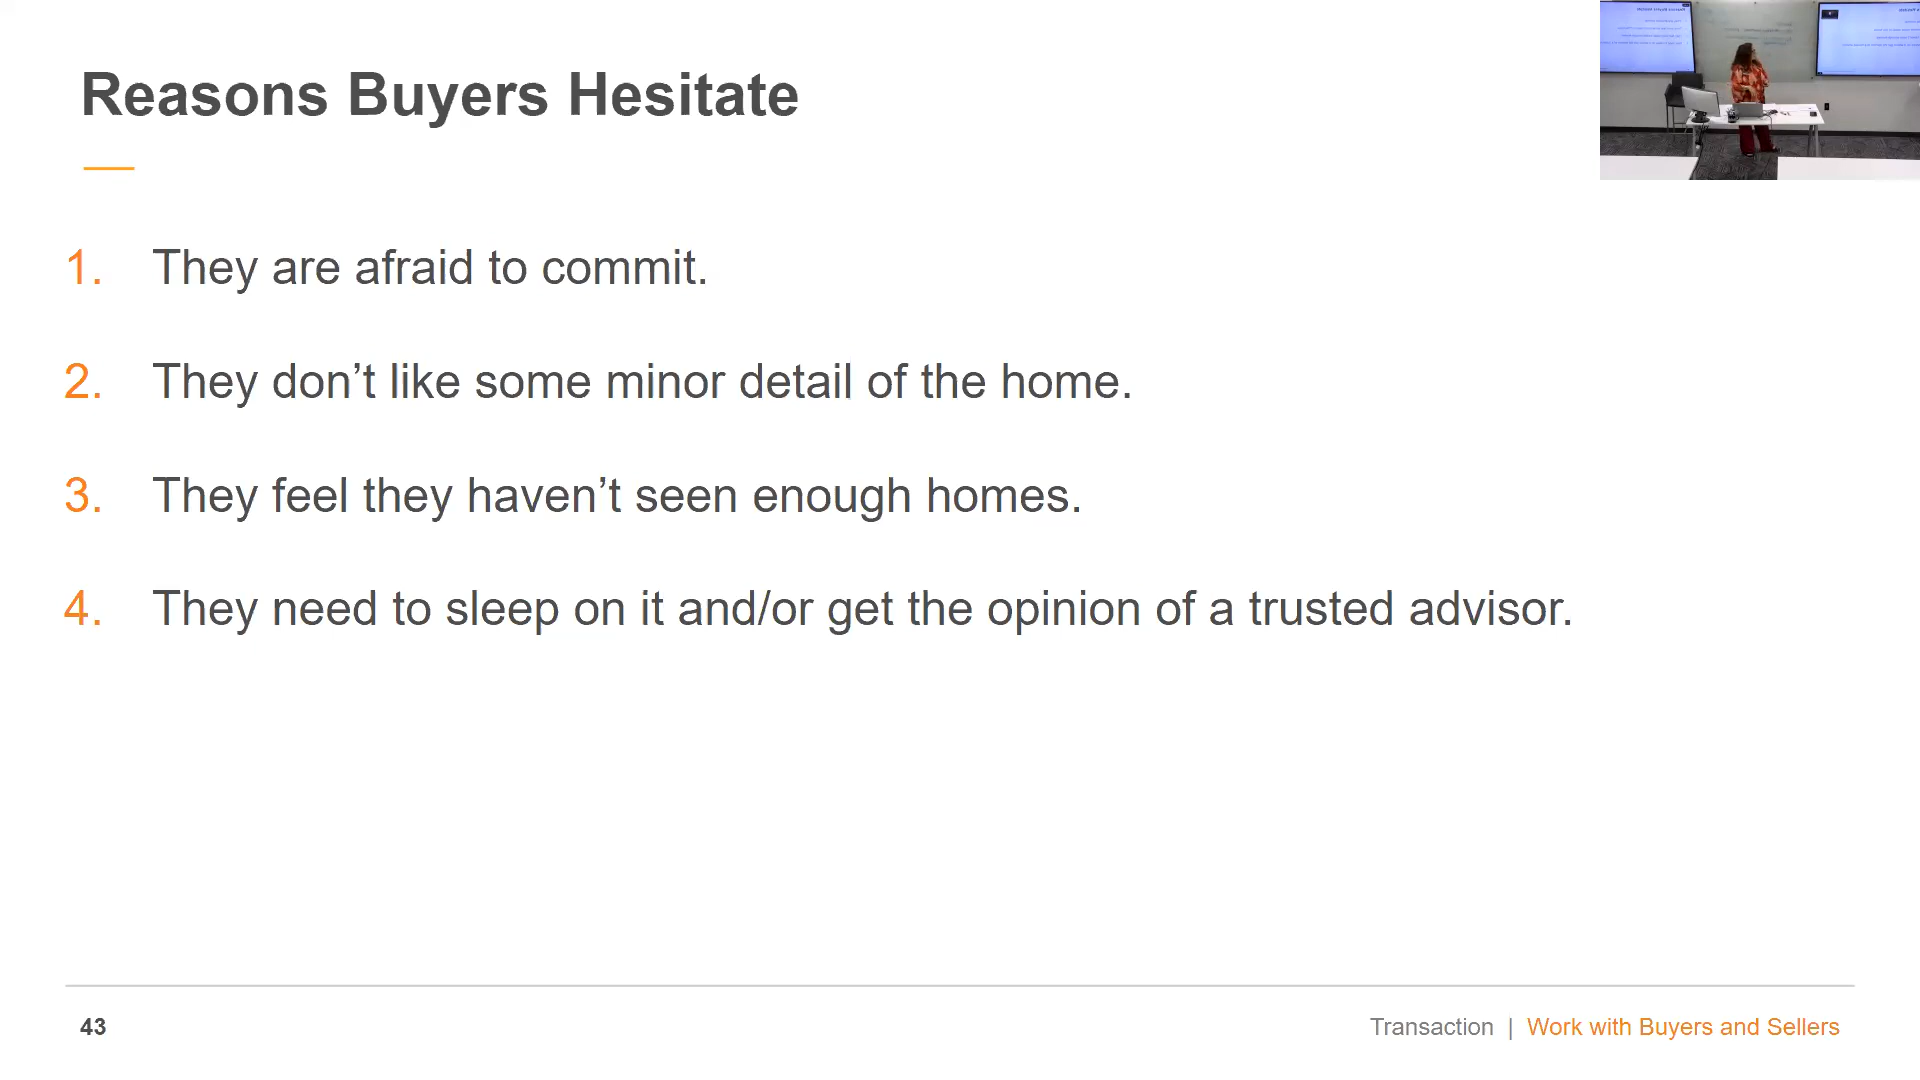 Reasons Buyers Hesitate
1. They are afraid to commit.
2. They don’t like some minor detail of the home.
3. They feel they haven’t seen enough homes.
4. They need to sleep on it and/or get the opinion of a trusted advisor.
43
Transaction | Work with Buyers and Sellers